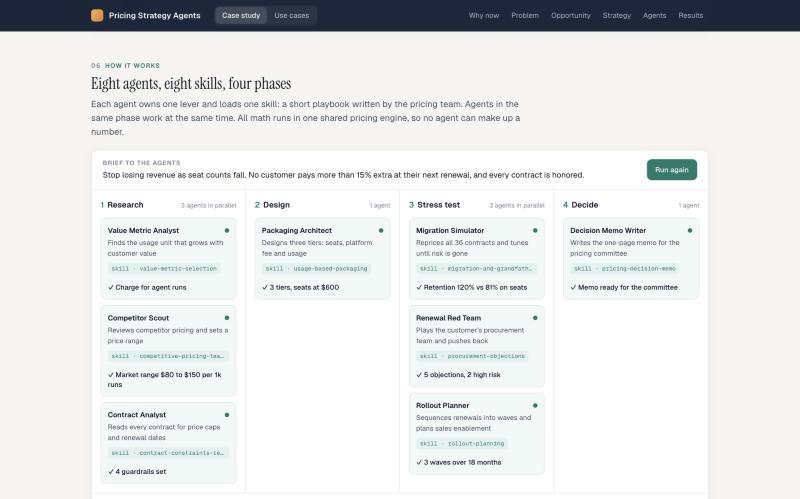 Pricing Strategy Agents
Case study
Use cases
Why now
Problem
Opportunity
Strategy
Agents
Results
06 HOW IT WORKS
Eight agents, eight skills, four phases
Each agent owns one lever and loads one skill: a short playbook written by the pricing team. Agents in the
same phase work at the same time. All math runs in one shared pricing engine, so no agent can make up a
number.
BRIEF TO THE AGENTS
Stop losing revenue as seat counts fall. No customer pays more than 15% extra at their next renewal, and every contract is honored.
Run again
1 Research
3 agents in parallel
Value Metric Analyst
Finds the usage unit that grows with
customer value
skill · value-metric-selection
✓ Charge for agent runs
Competitor Scout
Reviews competitor pricing and sets a
price range
skill · competitive-pricing-tea…
✓ Market range $80 to $150 per 1k
runs
Contract Analyst
Reads every contract for price caps
and renewal dates
skill · contract-constraints-re…
✓ 4 guardrails set
2 Design
1 agent
Packaging Architect
Designs three tiers: seats, platform
fee and usage
skill · usage-based-packaging
✓ 3 tiers, seats at $600
3 Stress test
3 agents in parallel
Migration Simulator
Reprices all 36 contracts and tunes
until risk is gone
skill · migration-and-grandfath…
✓ Retention 120% vs 81% on seats
Renewal Red Team
Plays the customer's procurement
team and pushes back
skill · procurement-objections
✓ 5 objections, 2 high risk
Rollout Planner
Sequences renewals into waves and
plans sales enablement
skill · rollout-planning
✓ 3 waves over 18 months
4 Decide
1 agent
Decision Memo Writer
Writes the one-page memo for the
pricing committee
skill · pricing-decision-memo
✓ Memo ready for the committee